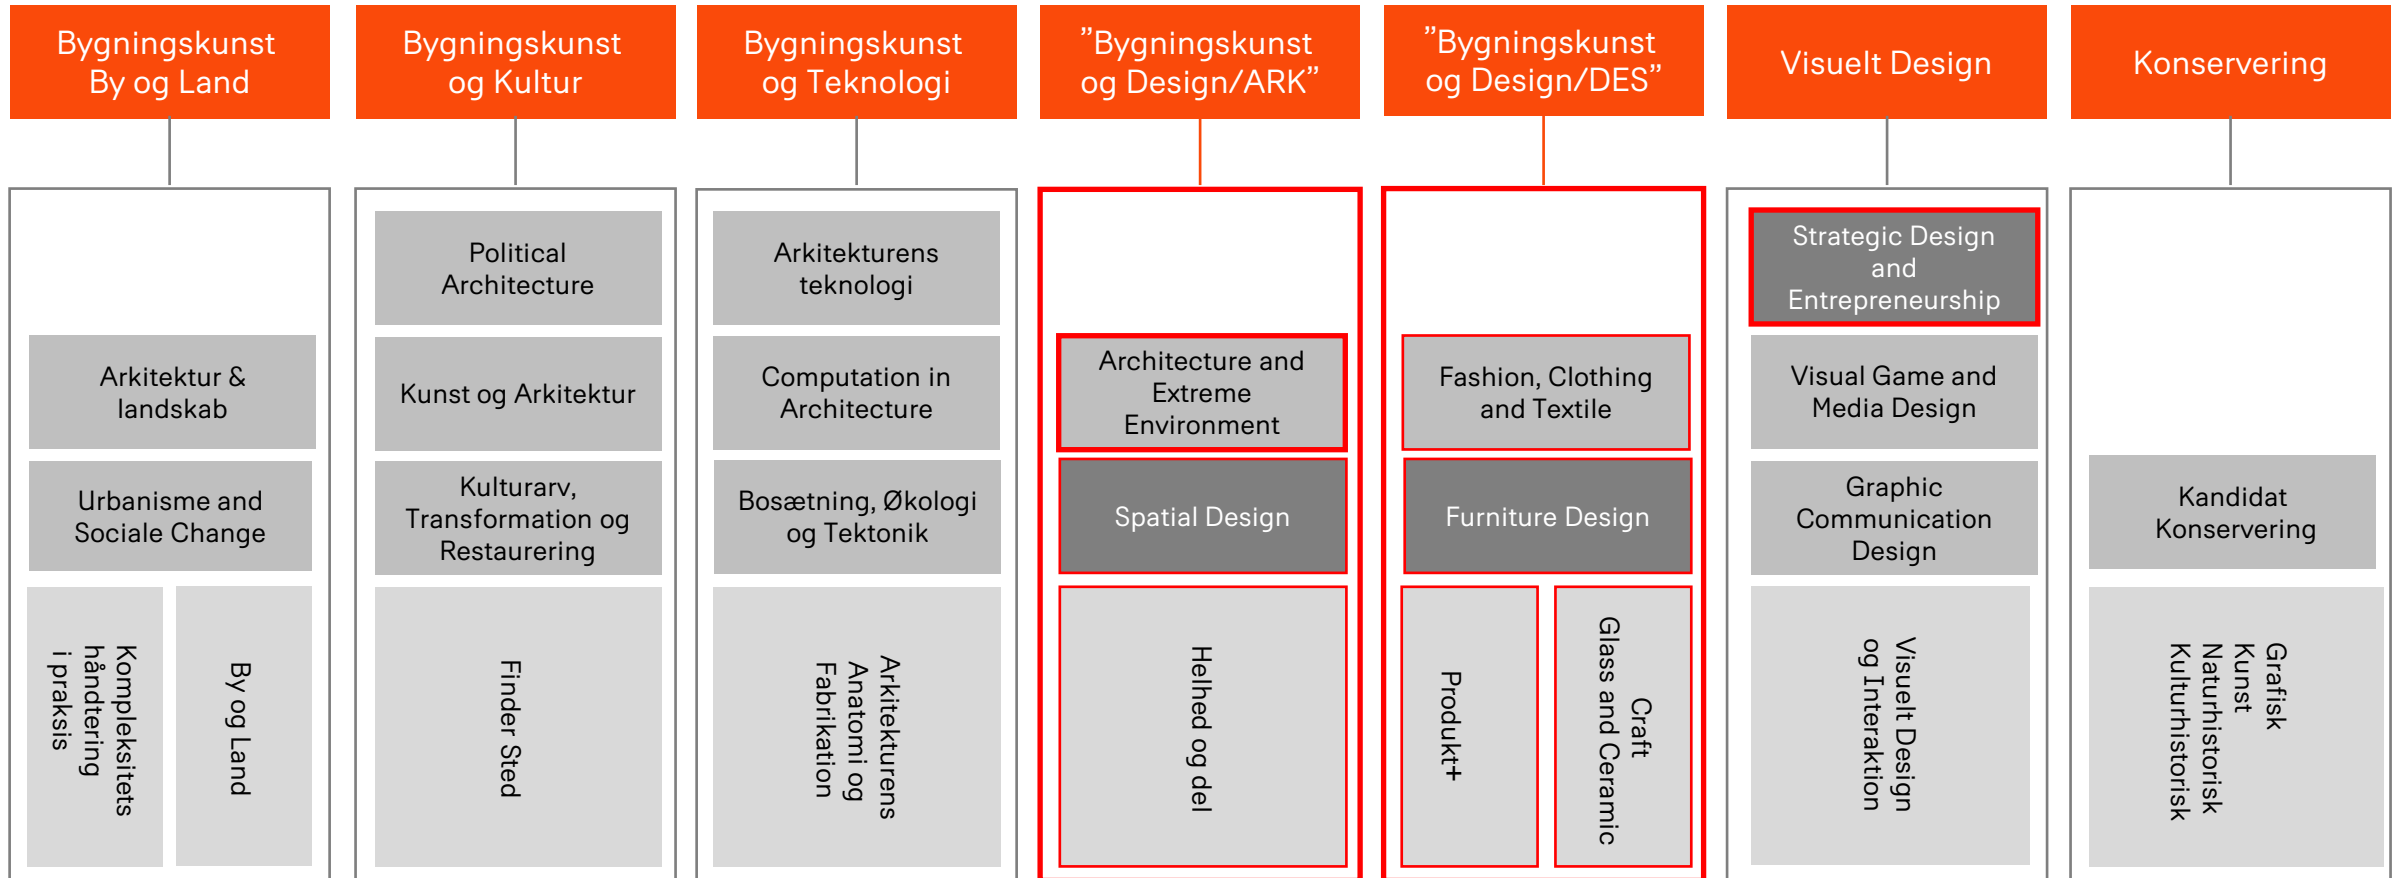 Bygningskunst
By og Land
Bygningskunst
og Kultur
Bygningskunst
og Teknologi
”Bygningskunst
og Design/ARK”
”Bygningskunst
og Design/DES”
Visuelt Design
Konservering
Arkitektur &
landskab
Urbanisme and
Sociale Change
Kompleksitets
håndtering
i praksis
By og Land
Political
Architecture
Kunst og Arkitektur
Kulturarv,
Transformation og
Restaurering
Finder Sted
Arkitekturens
teknologi
Computation in
Architecture
Bosætning, Økologi
og Tektonik
Arkitekturens
Anatomi og
Fabrikation
Architecture and
Extreme
Environment
Spatial Design
Helhed og del
Fashion, Clothing
and Textile
Furniture Design
Produkt+
Craft
Glass and Ceramic
Strategic Design
and
Entrepreneurship
Visual Game and
Media Design
Graphic
Communication
Design
Visuelt Design
og Interaktion
Kandidat
Konservering
Grafisk
Kunst
Naturhistorisk
Kulturhistorisk